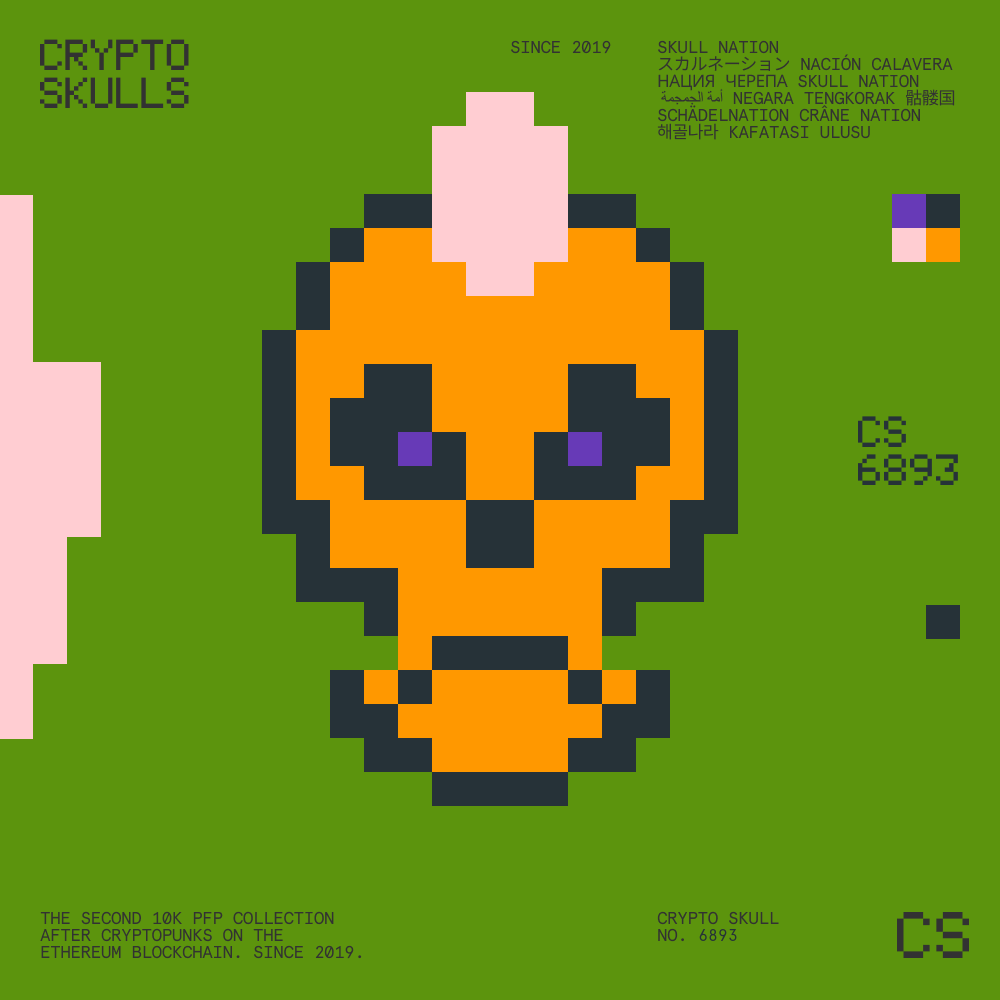 CRYPTO
SKULLS
SINCE 2019
SKULL NATION
スカルネーション NACIÓN CALAVERA
НАЦИЯ ЧЕРЕПА SKULL NATION
أمة الجمجمة NEGARA TENGKORAK 骷髅国
SCHÄDELNATION CRÂNE NATION
해골나라 KAFATASI ULUSU
CS
6893
THE SECOND 10K PFP COLLECTION
AFTER CRYPTOPUNKS ON THE
ETHEREUM BLOCKCHAIN. SINCE 2019.
CRYPTO SKULL
NO. 6893
CS